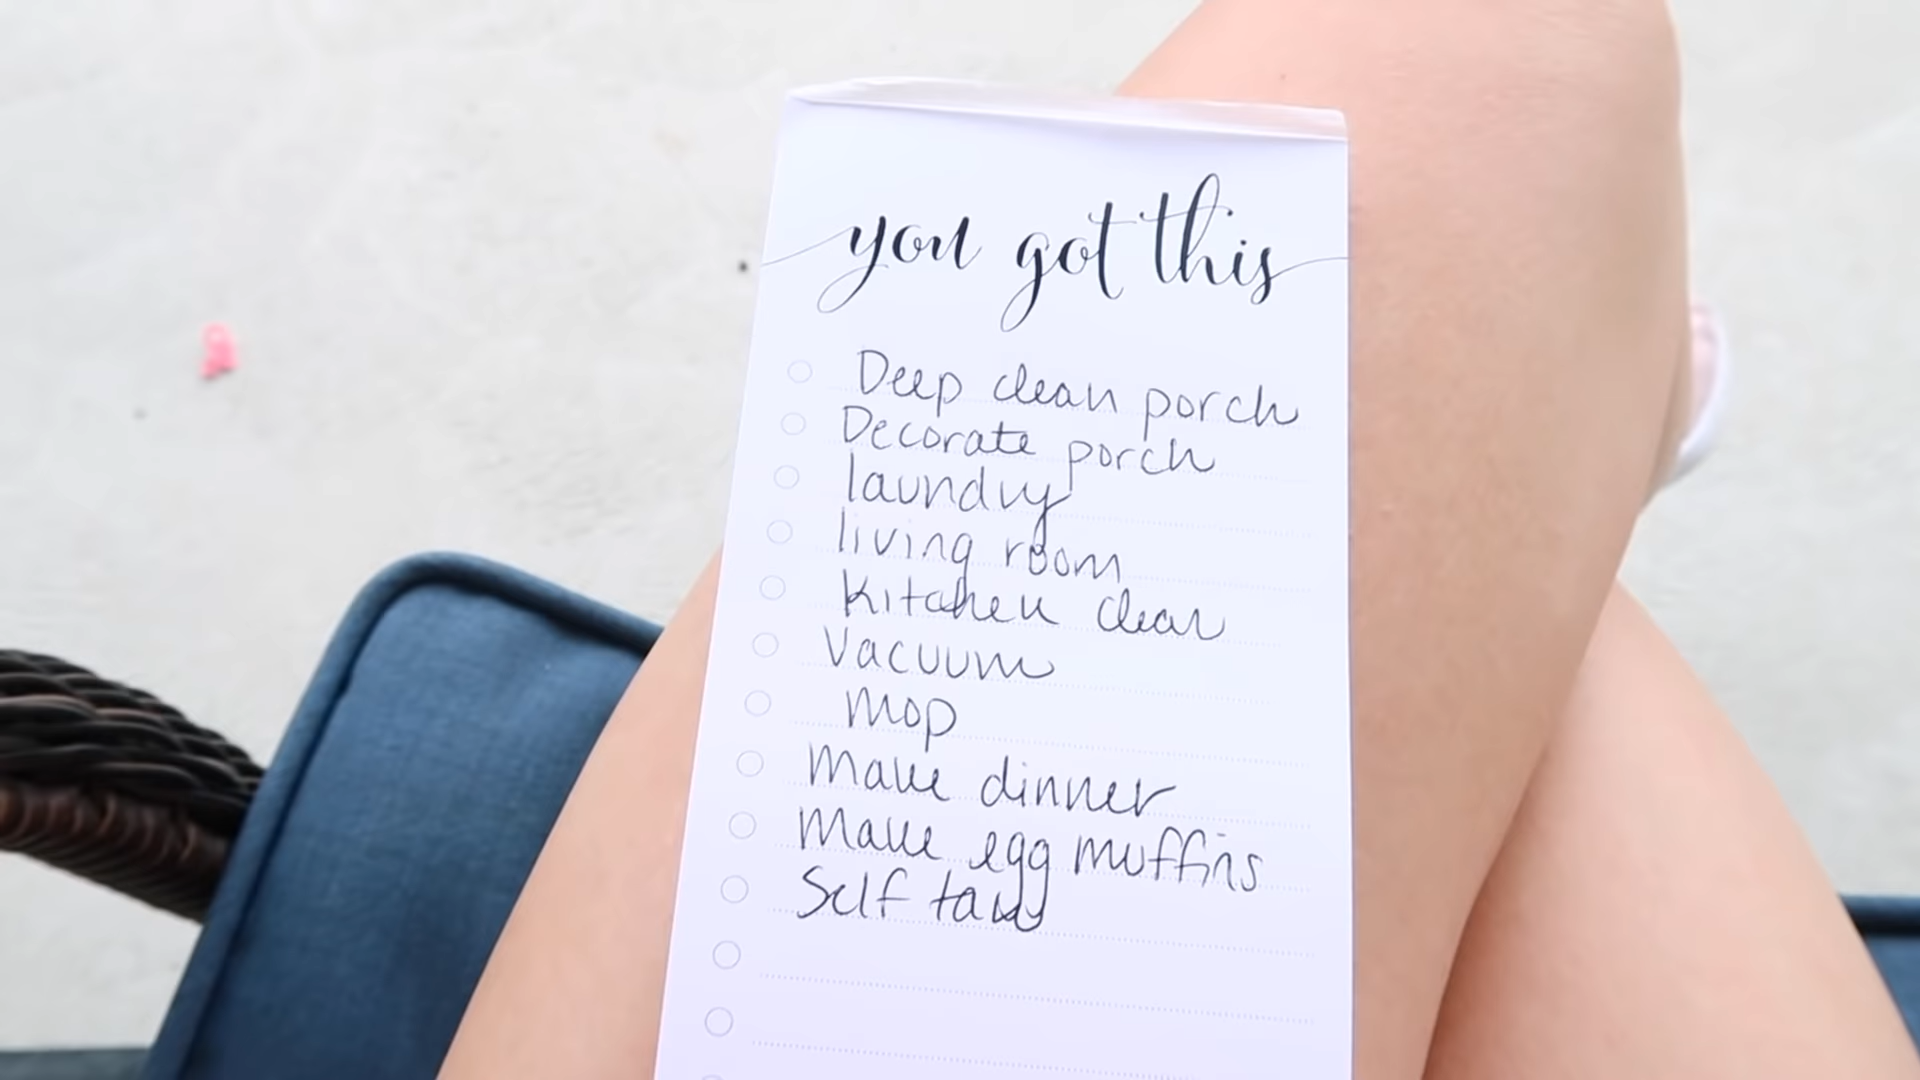 you got this
Deep clean porch
Decorate porch
laundry
living room
Kitchen clean
Vacuum
mop
Make dinner
Make egg muffins
Self tan